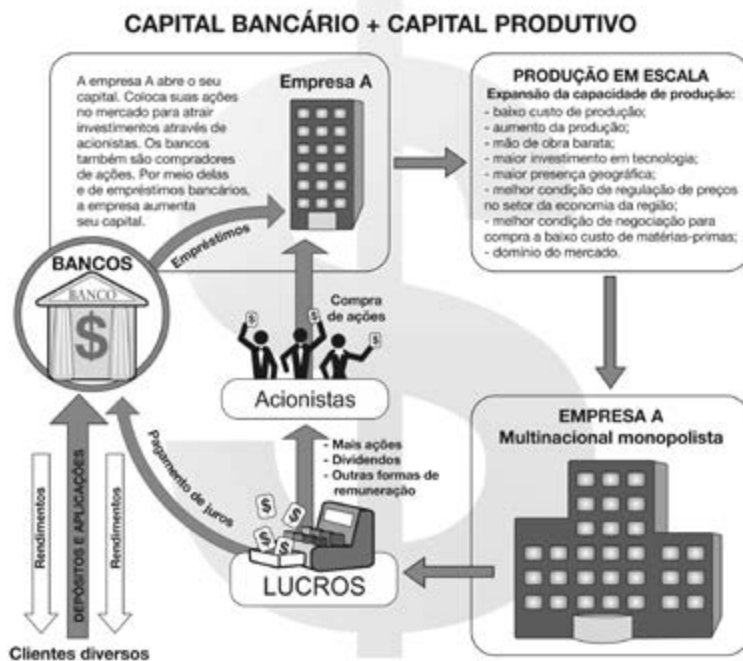 CAPITAL BANCÁRIO + CAPITAL PRODUTIVO
A empresa A abre o seu
capital. Coloca suas ações
no mercado para atrair
investimentos através de
acionistas. Os bancos
também são compradores
de ações. Por meio delas
e de empréstimos bancários,
a empresa aumenta
seu capital.
Empresa A
PRODUÇÃO EM ESCALA
Expansão da capacidade de produção:
- baixo custo de produção;
- aumento da produção;
- mão de obra barata;
- maior investimento em tecnologia;
- maior presença geográfica;
- melhor condição de regulação de preços
no setor da economia da região;
- melhor condição de negociação para
compra a baixo custo de matérias-primas;
- domínio do mercado.
Empréstimos
BANCOS
BANCO
$
Compra
de ações
$
$
$
Acionistas
EMPRESA A
Multinacional monopolista
- Mais ações
- Dividendos
- Outras formas de
remuneração
Pagamento de juros
$
$
$
$
LUCROS
Rendimentos
DEPÓSITOS E APLICAÇÕES
Rendimentos
Clientes diversos